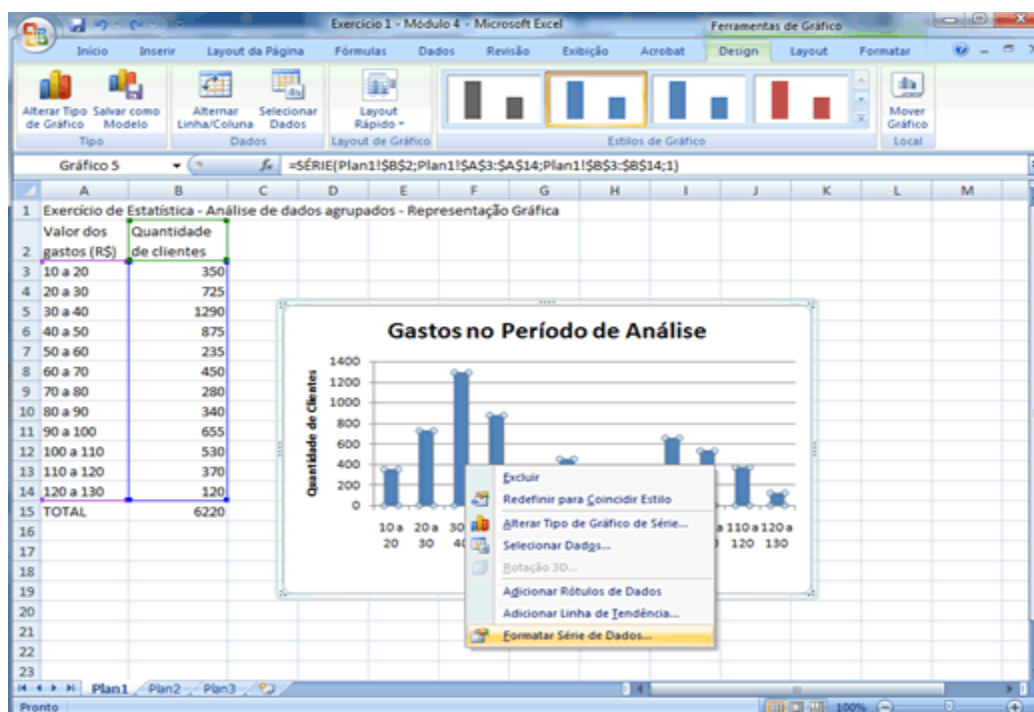 Exercício 1 - Módulo 4 - Microsoft Excel
Ferramentas de Gráfico
Início Inserir Layout da Página Fórmulas Dados Revisão Exibição Acrobat Design Layout Formatar
Alterar Tipo de Gráfico
Salvar como Modelo
Alternar Linha/Coluna
Selecionar Dados
Layout Rápido
Mover Gráfico
Tipo Dados Layout de Gráfico Estilos de Gráfico Local
Gráfico 5 fx =SÉRIE(Plan1!$B$2;Plan1!$A$3:$A$14;Plan1!$B$3:$B$14;1)
A B C D E F G H I J K L M
1 Exercício de Estatística - Análise de dados agrupados - Representação Gráfica
Valor dos Quantidade
2 gastos (R$) de clientes
3 10 a 20 350
4 20 a 30 725
5 30 a 40 1290
6 40 a 50 875
7 50 a 60 235
8 60 a 70 450
9 70 a 80 280
10 80 a 90 340
11 90 a 100 655
12 100 a 110 530
13 110 a 120 370
14 120 a 130 120
15 TOTAL 6220
16
17
18
19
20
21
22
23
Gastos no Período de Análise
Quantidade de Clientes
1400
1200
1000
800
600
400
200
0
10 a 20 a 30 110 a 120 a
20 30 40 120 130
Excluir
Redefinir para Coincidir Estilo
Alterar Tipo de Gráfico de Série...
Selecionar Dados...
Rotação 3D...
Adicionar Rótulos de Dados
Adicionar Linha de Tendência...
Formatar Série de Dados...
Plan1 Plan2 Plan3
Pronto 100%